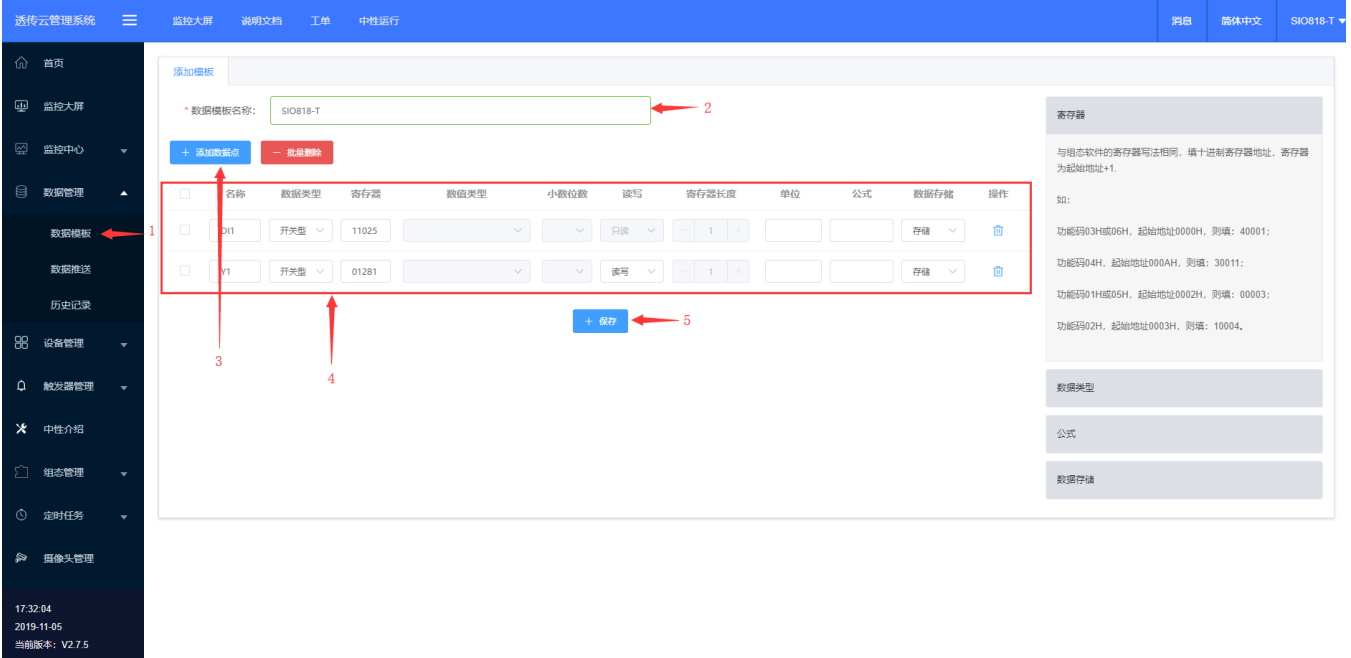 透传云管理系统 监控大屏 说明文档 工单 中性运行 消息 简体中文 SIO818-T
首页
监控大屏
监控中心
数据管理
数据模板
数据推送
历史记录
设备管理
触发器管理
中性介绍
组态管理
定时任务
摄像头管理
17:32:04
2019-11-05
当前版本：V2.7.5
添加模板
* 数据模板名称： SIO818-T 2
+ 添加数据点 — 批量删除
名称 数据类型 寄存器 数值类型 小数位数 读写 寄存器长度 单位 公式 数据存储 操作
1 DI1 开关型 11025 只读 − 1 + 存储
Y1 开关型 01281 读写 − 1 + 存储
+ 保存 5
3
4
寄存器
与组态软件的寄存器写法相同，填十进制寄存器地址，寄存器
为起始地址+1.
如：
功能码03H或06H，起始地址0000H，则填：40001；
功能码04H，起始地址000AH，则填：30011；
功能码01H或05H，起始地址0002H，则填：00003；
功能码02H，起始地址0003H，则填：10004。
数据类型
公式
数据存储